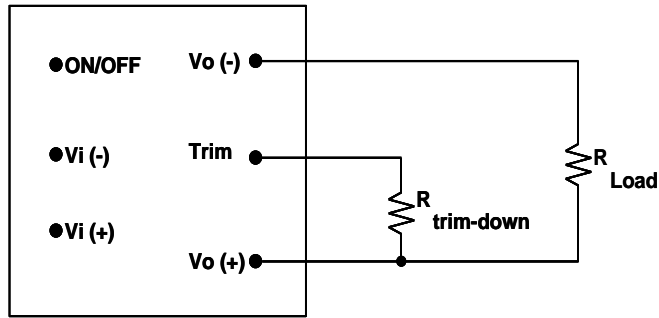 ON/OFF
Vo (-)
Vi (-)
Trim
R
Load
Vi (+)
R
trim-down
Vo (+)